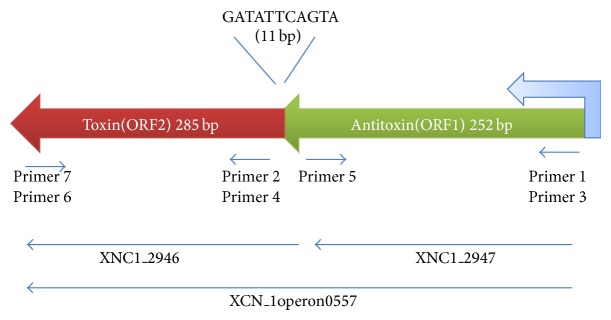 GATATTCAGTA
(11 bp)
Toxin(ORF2) 285 bp
Antitoxin(ORF1) 252 bp
Primer 7
Primer 6
Primer 2
Primer 4
Primer 5
Primer 1
Primer 3
XNC1_2946
XNC1_2947
XCN_1operon0557